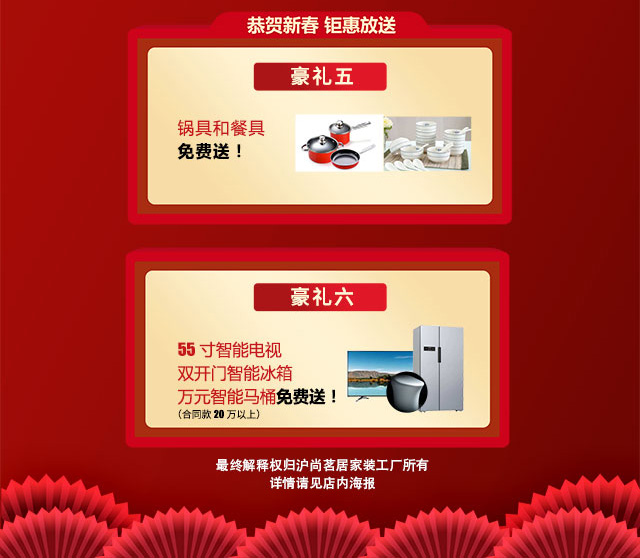 恭贺新春 钜惠放送
豪礼五
锅具和餐具
免费送！
豪礼六
55 寸智能电视
双开门智能冰箱
万元智能马桶免费送！
（合同款 20 万以上）
最终解释权归沪尚茗居家装工厂所有
详情请见店内海报